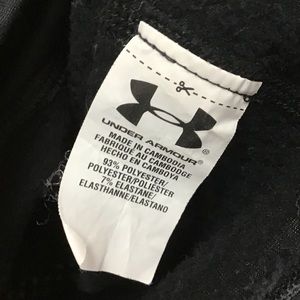 UNDER ARMOUR®
MADE IN CAMBODIA
FABRIQUÉ AU CAMBODGE
HECHO EN CAMBOYA
93% POLYESTER/
POLYESTER/POLIÉSTER
7% ELASTANE/
ELASTHANNE/ELASTANO